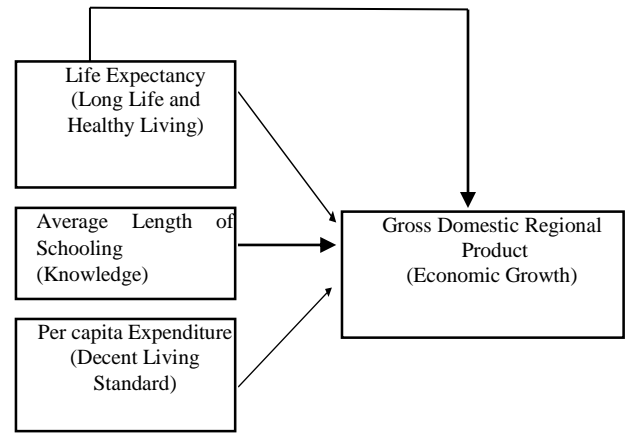 Life Expectancy
(Long Life and
Healthy Living)
Average Length of
Schooling
(Knowledge)
Per capita Expenditure
(Decent Living
Standard)
Gross Domestic Regional
Product
(Economic Growth)